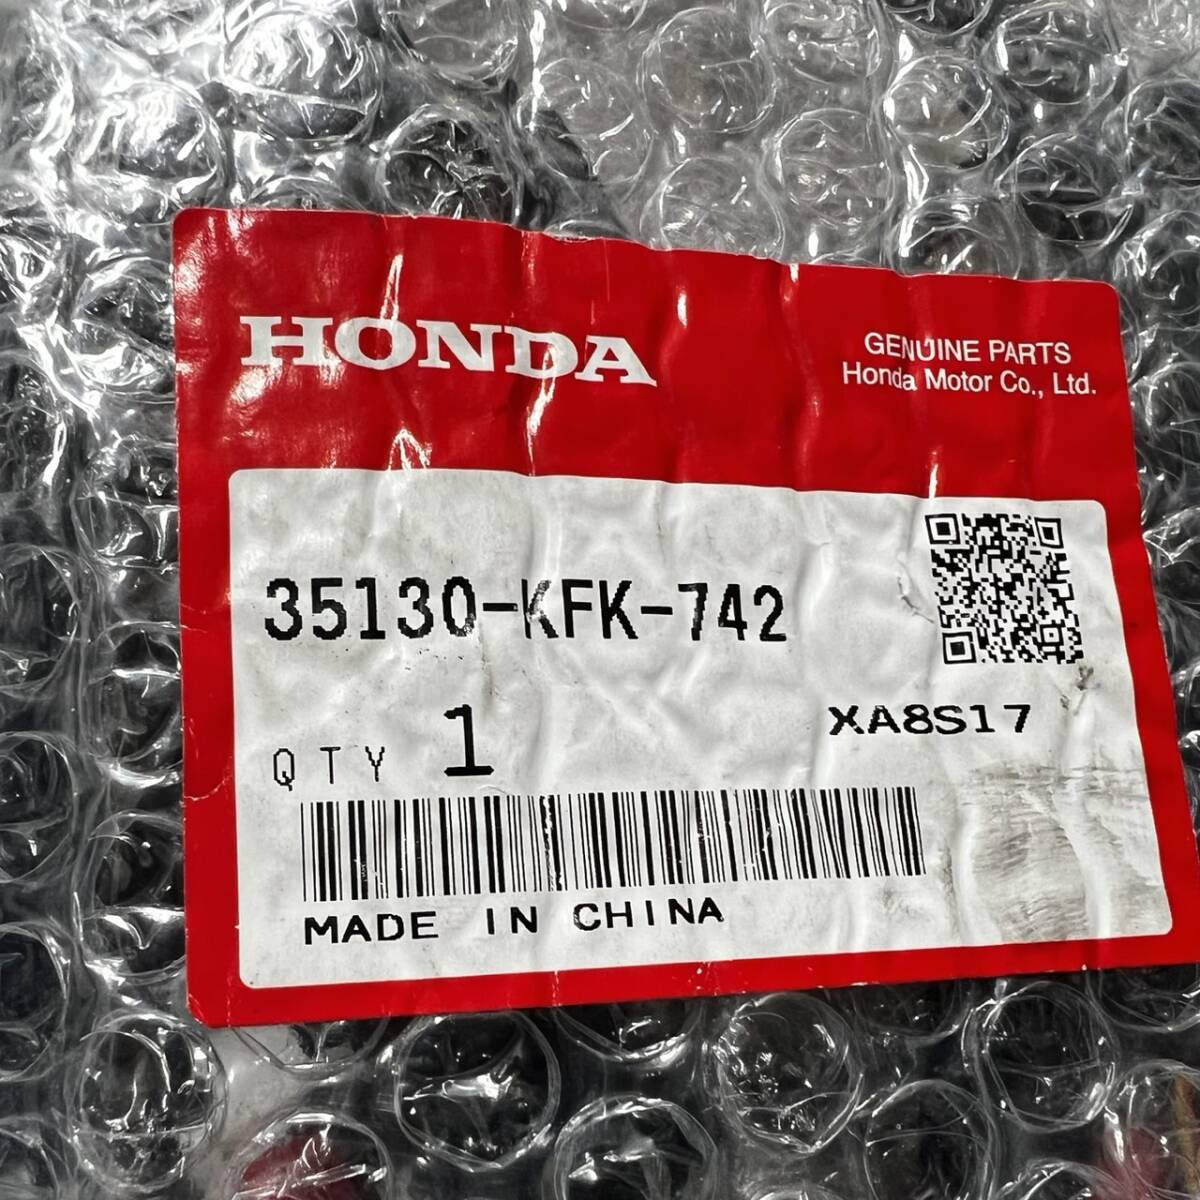 HONDA
GENUINE PARTS
Honda Motor Co., Ltd.
35130-KFK-742
QTY 1
XA8S17
MADE IN CHINA